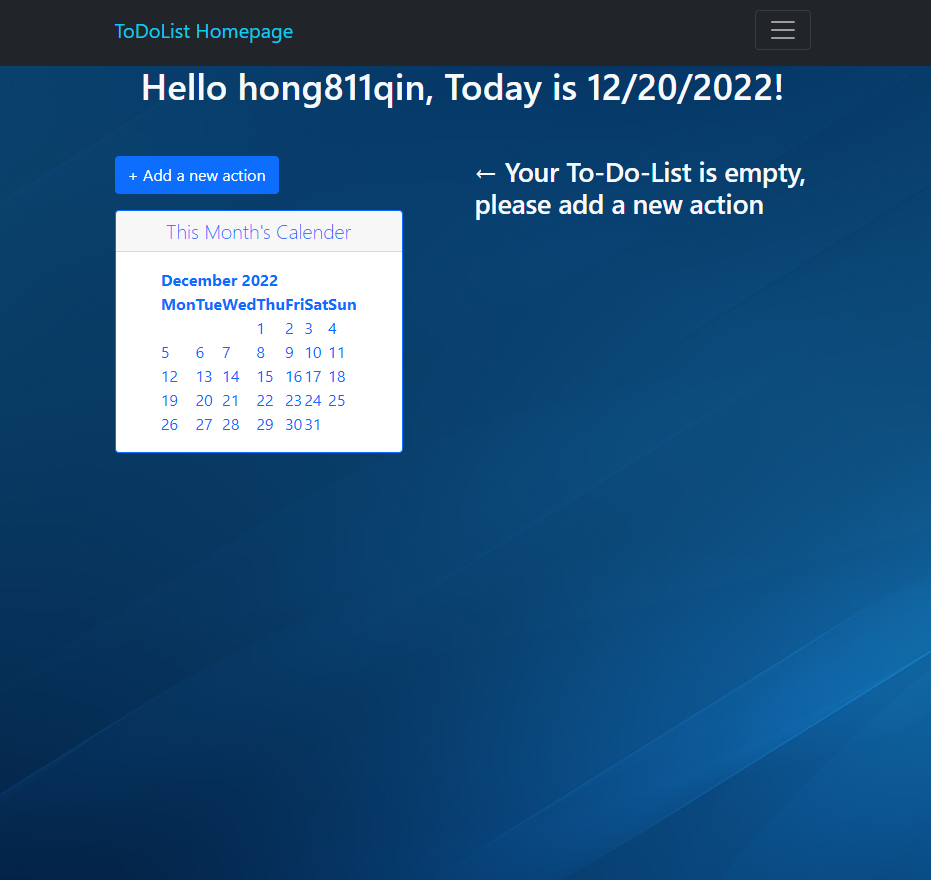 ToDoList Homepage
Hello hong811qin, Today is 12/20/2022!
+ Add a new action
← Your To-Do-List is empty,
please add a new action
This Month's Calender
December 2022
Mon Tue Wed Thu Fri Sat Sun
1 2 3 4
5 6 7 8 9 10 11
12 13 14 15 16 17 18
19 20 21 22 23 24 25
26 27 28 29 30 31